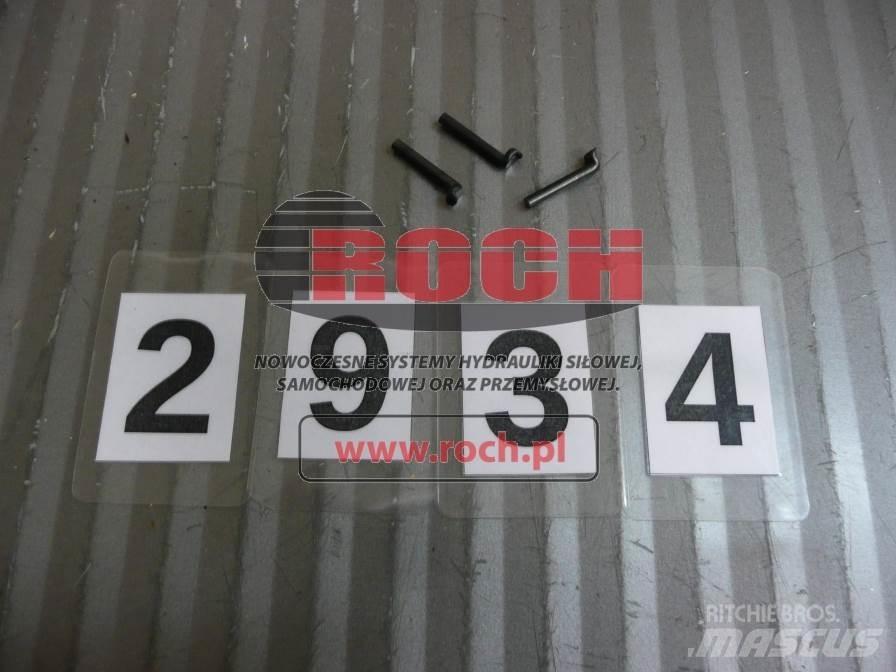 ROCH
2 9 3 4
NOWOCZESNE SYSTEMY HYDRAULIKI SIŁOWEJ,
SAMOCHODOWEJ ORAZ PRZEMYSŁOWEJ.
www.roch.pl
RITCHIE BROS.
MASCUS